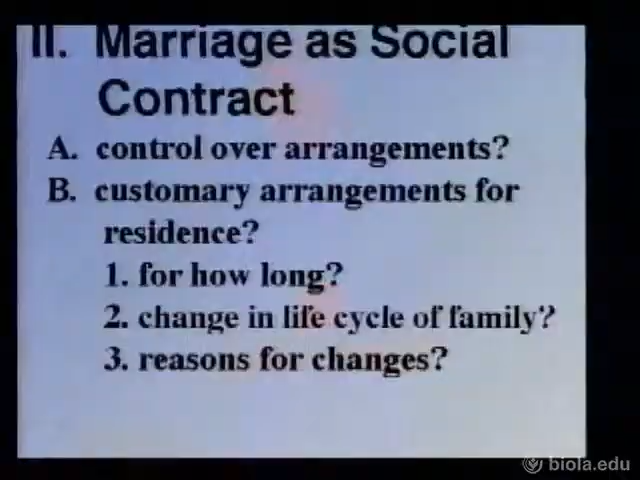 II. Marriage as Social
Contract
A. control over arrangements?
B. customary arrangements for
residence?
1. for how long?
2. change in life cycle of family?
3. reasons for changes?
biola.edu